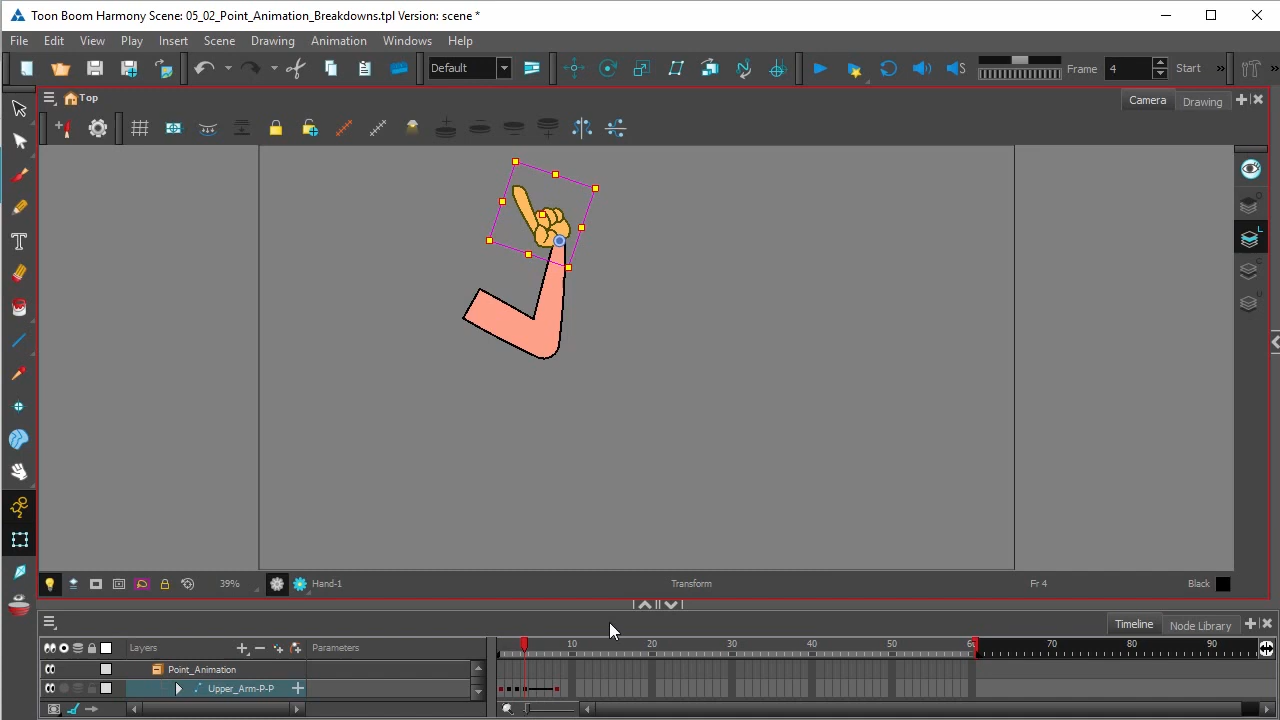 Toon Boom Harmony Scene: 05_02_Point_Animation_Breakdowns.tpl Version: scene *
File Edit View Play Insert Scene Drawing Animation Windows Help
Default Frame 4 Start
Top Camera Drawing
39% Hand-1 Transform Fr 4 Black
Timeline Node Library
Layers Parameters 10 20 30 40 50 60 70 80 90
Point_Animation
Upper_Arm-P-P